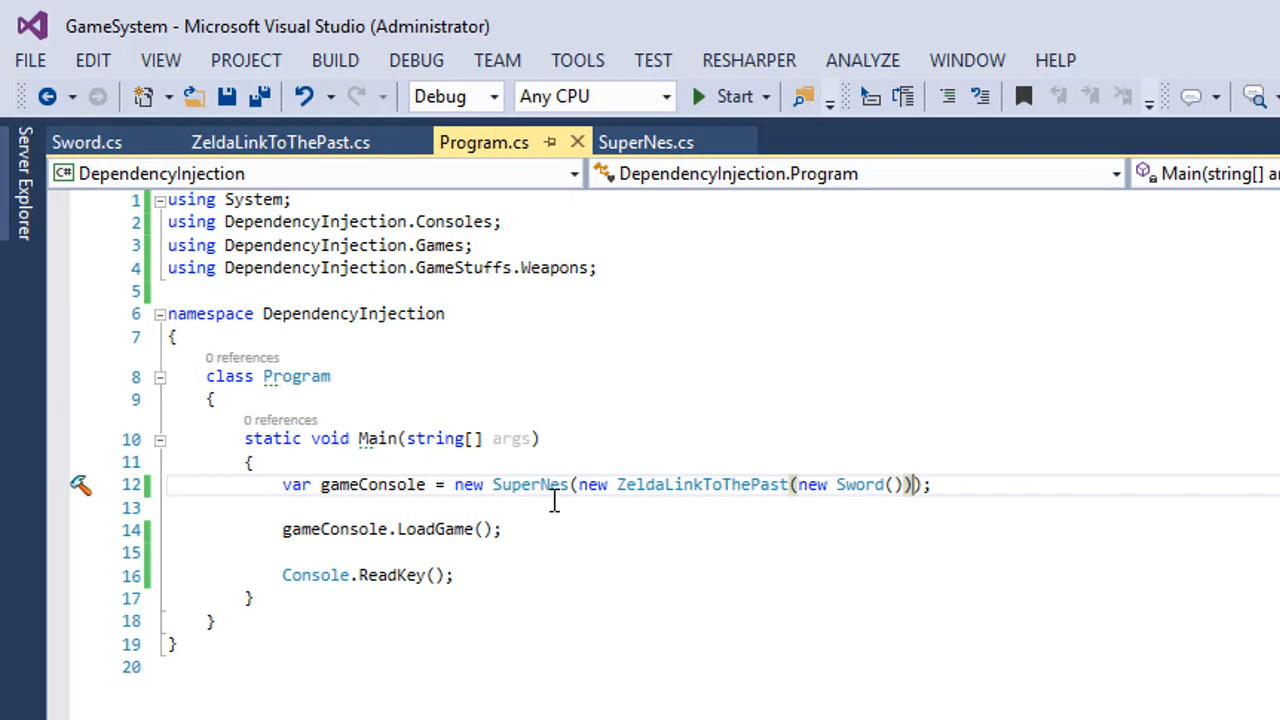 GameSystem - Microsoft Visual Studio (Administrator)
FILE EDIT VIEW PROJECT BUILD DEBUG TEAM TOOLS TEST RESHARPER ANALYZE WINDOW HELP
Debug Any CPU Start
Server Explorer
Sword.cs ZeldaLinkToThePast.cs Program.cs SuperNes.cs
C# DependencyInjection DependencyInjection.Program Main(string[] ar
1 using System;
2 using DependencyInjection.Consoles;
3 using DependencyInjection.Games;
4 using DependencyInjection.GameStuffs.Weapons;
5
6 namespace DependencyInjection
7 {
0 references
8 class Program
9 {
0 references
10 static void Main(string[] args)
11 {
12 var gameConsole = new SuperNes(new ZeldaLinkToThePast(new Sword()));
13
14 gameConsole.LoadGame();
15
16 Console.ReadKey();
17 }
18 }
19 }
20